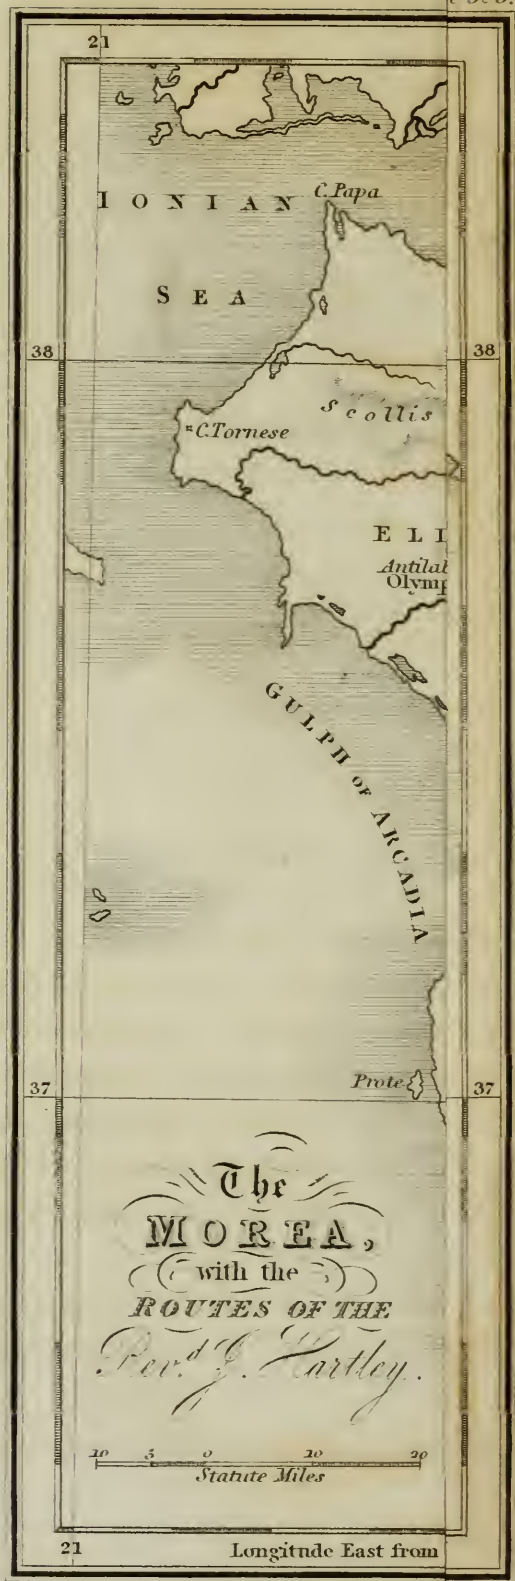 21
IONIAN
C. Papa
SEA
38
38
Scollis
C. Tornese
ELI
Antilal
Olymp
GULPH OF ARCADIA
Prote
37
37
The
MOREA,
with the
ROUTES OF THE
Rev.d J. Hartley.
10 5 0 10 20
Statute Miles
21
Longitude East from